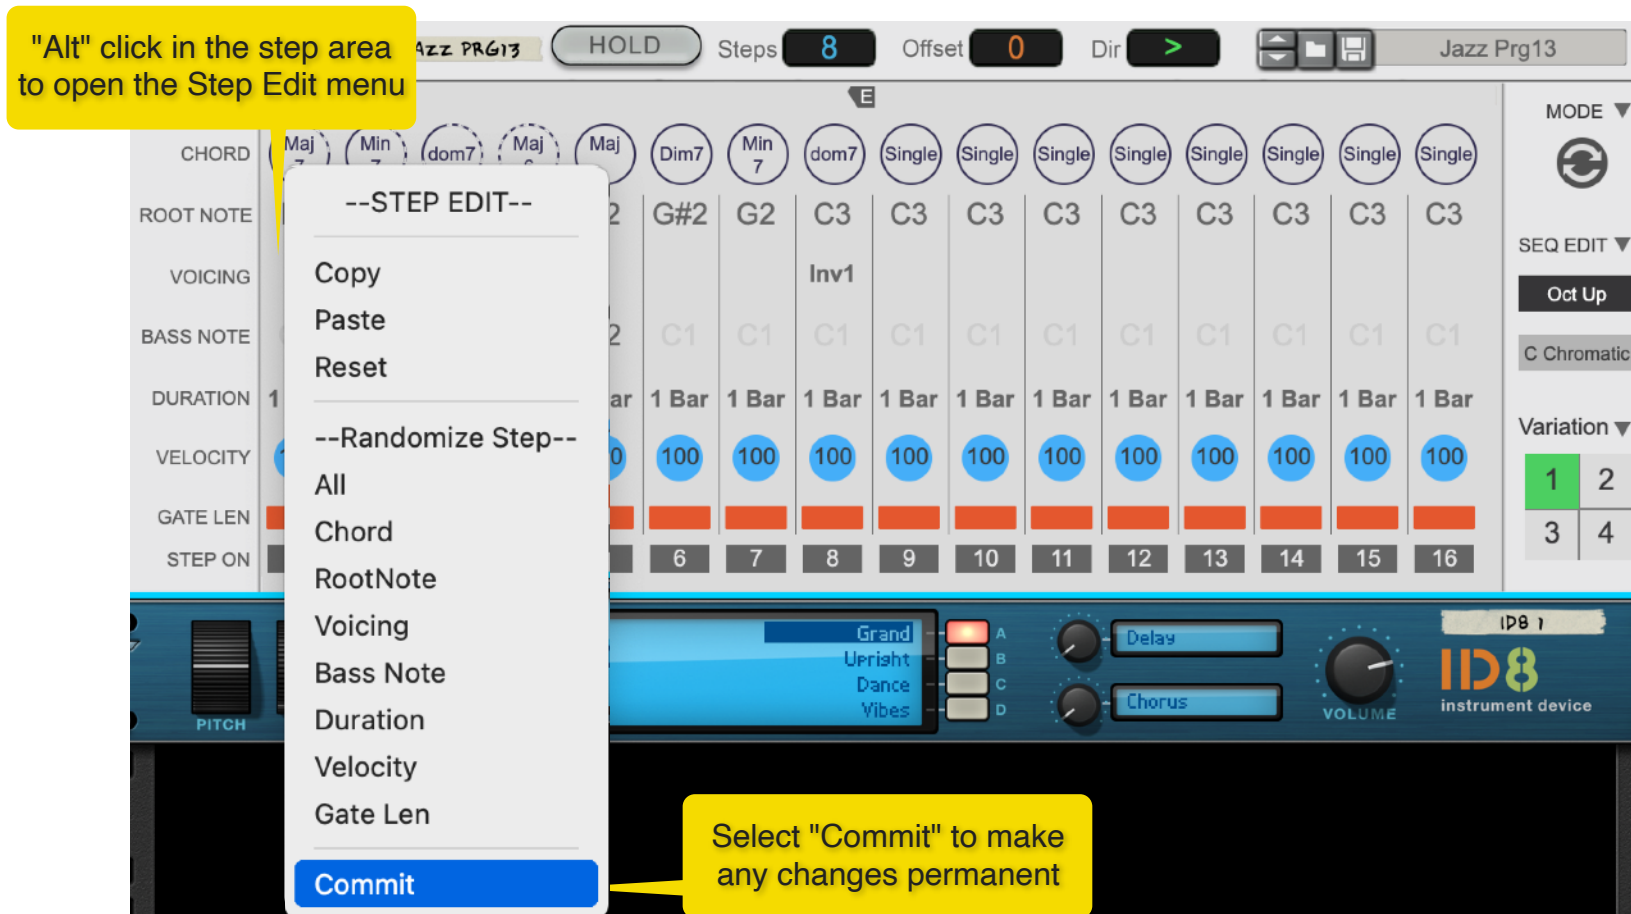 "Alt" click in the step area
to open the Step Edit menu
AZZ PRG13
HOLD
Steps
8
Offset
0
Dir
>
Jazz Prg13
E
MODE ▼
CHORD
Maj
Min
7
dom7
Maj
Maj
Dim7
Min
7
dom7
Single
Single
Single
Single
Single
Single
Single
Single
--STEP EDIT--
ROOT NOTE
2
G#2
G2
C3
C3
C3
C3
C3
C3
C3
C3
C3
SEQ EDIT ▼
Copy
VOICING
Inv1
Oct Up
Paste
BASS NOTE
2
C1
C1
C1
C1
C1
C1
C1
C1
C1
C1
C1
C Chromatic
Reset
DURATION
1
ar
1 Bar
1 Bar
1 Bar
1 Bar
1 Bar
1 Bar
1 Bar
1 Bar
1 Bar
1 Bar
1 Bar
Variation ▼
--Randomize Step--
VELOCITY
0
100
100
100
100
100
100
100
100
100
100
100
1
2
All
GATE LEN
Chord
3
4
STEP ON
6
7
8
9
10
11
12
13
14
15
16
RootNote
Voicing
Bass Note
Duration
Velocity
Gate Len
Commit
PITCH
Grand
A
Upright
B
Dance
C
Vibes
D
Delay
Chorus
VOLUME
ID8 1
ID8
instrument device
Select "Commit" to make
any changes permanent